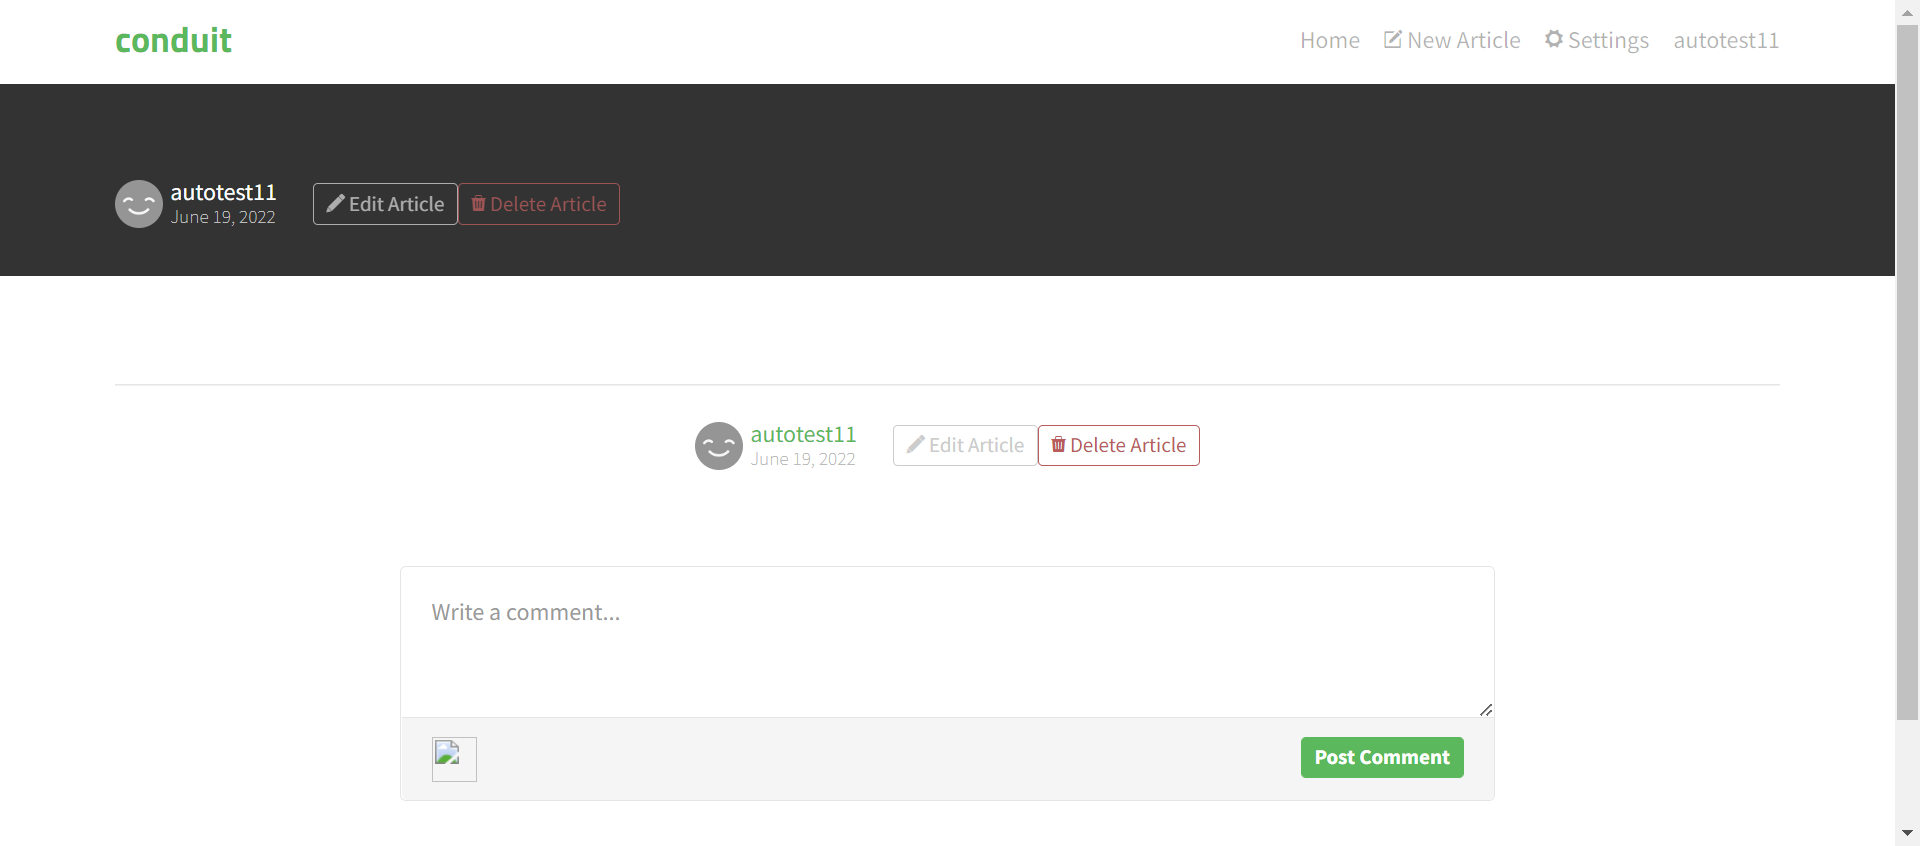 conduit
Home New Article Settings autotest11
autotest11
June 19, 2022
Edit Article Delete Article
autotest11
June 19, 2022
Edit Article Delete Article
Write a comment...
Post Comment